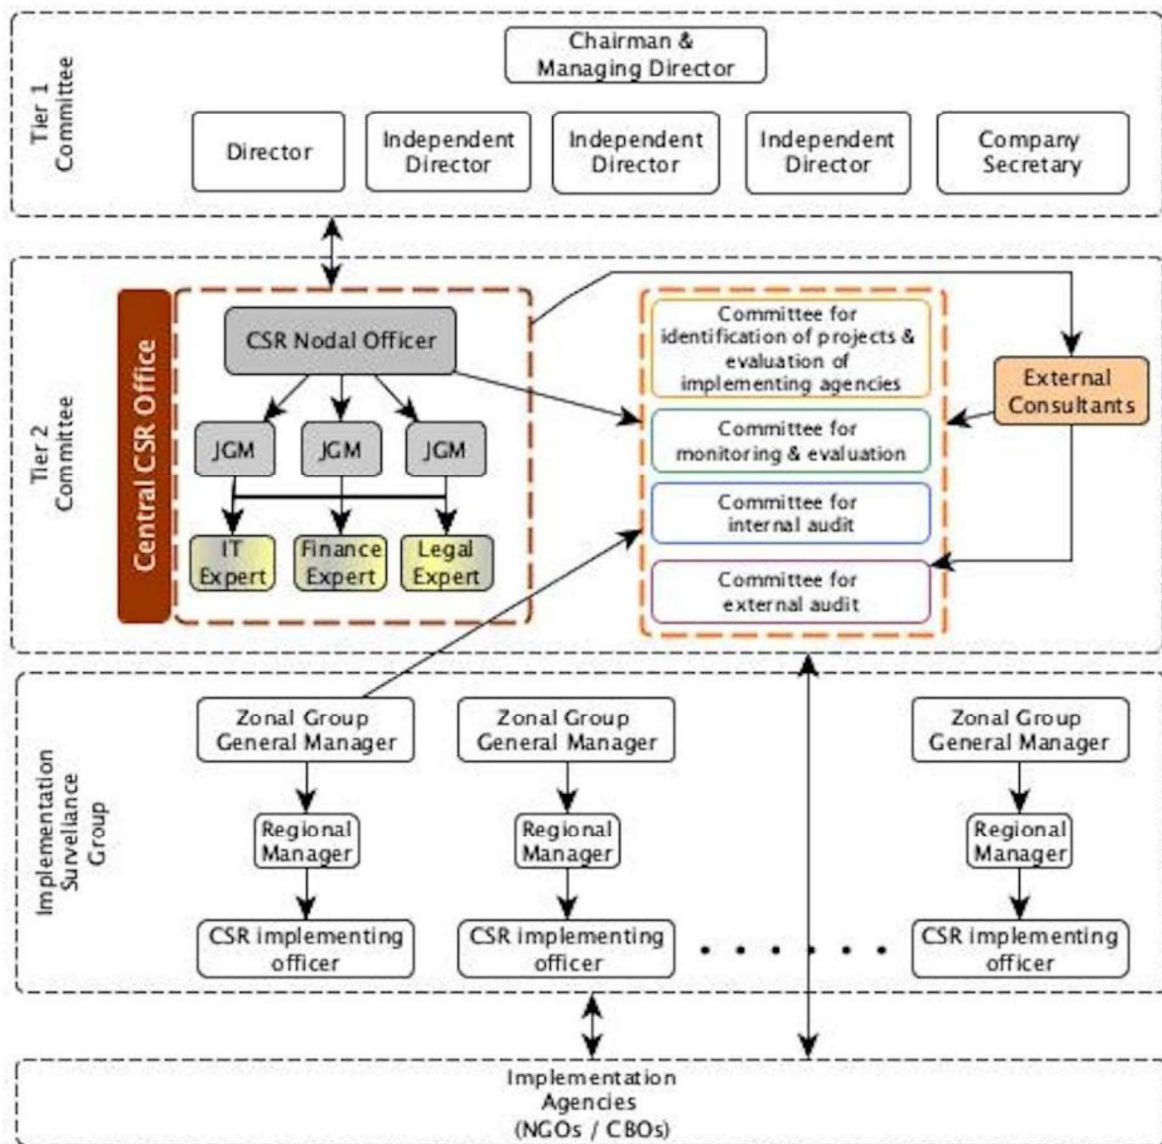 Tier 1
Committee
Chairman &
Managing Director
Director
Independent
Director
Independent
Director
Independent
Director
Company
Secretary
Tier 2
Committee
Central CSR Office
CSR Nodal Officer
JGM
JGM
JGM
IT
Expert
Finance
Expert
Legal
Expert
Committee for
identification of projects &
evaluation of
implementing agencies
Committee for
monitoring & evaluation
Committee for
internal audit
Committee for
external audit
External
Consultants
Implementation
Surveliance
Group
Zonal Group
General Manager
Zonal Group
General Manager
Zonal Group
General Manager
Regional
Manager
Regional
Manager
Regional
Manager
CSR implementing
officer
CSR implementing
officer
CSR implementing
officer
Implementation
Agencies
(NGOs / CBOs)